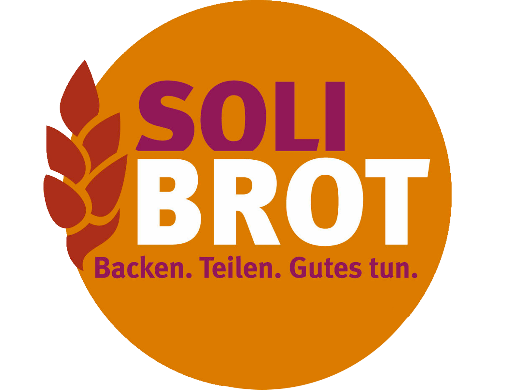 SOLI
BROT
Backen. Teilen. Gutes tun.